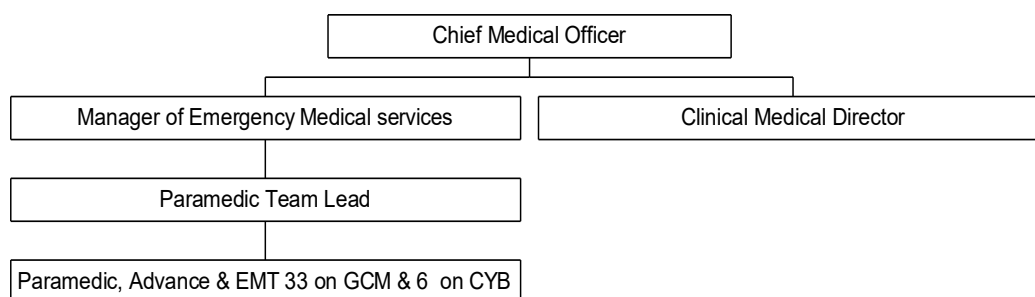 Chief Medical Officer
Manager of Emergency Medical services
Clinical Medical Director
Paramedic Team Lead
Paramedic, Advance & EMT 33 on GCM & 6 on CYB